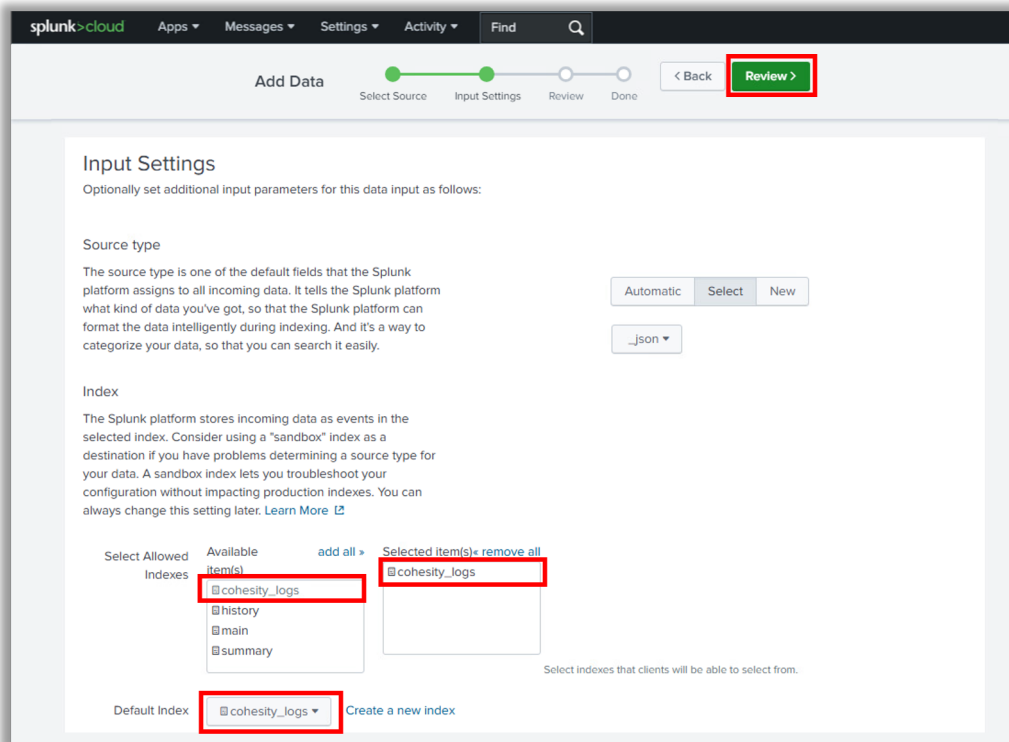 splunk>cloud Apps ▾ Messages ▾ Settings ▾ Activity ▾ Find
Add Data
Select Source Input Settings Review Done
< Back Review >
Input Settings
Optionally set additional input parameters for this data input as follows:
Source type
The source type is one of the default fields that the Splunk
platform assigns to all incoming data. It tells the Splunk platform
what kind of data you've got, so that the Splunk platform can
format the data intelligently during indexing. And it's a way to
categorize your data, so that you can search it easily.
Automatic Select New
_json ▾
Index
The Splunk platform stores incoming data as events in the
selected index. Consider using a "sandbox" index as a
destination if you have problems determining a source type for
your data. A sandbox index lets you troubleshoot your
configuration without impacting production indexes. You can
always change this setting later. Learn More
Select Allowed
Indexes
Available
item(s)
add all »
cohesity_logs
history
main
summary
Selected item(s)« remove all
cohesity_logs
Select indexes that clients will be able to select from.
Default Index cohesity_logs ▾ Create a new index